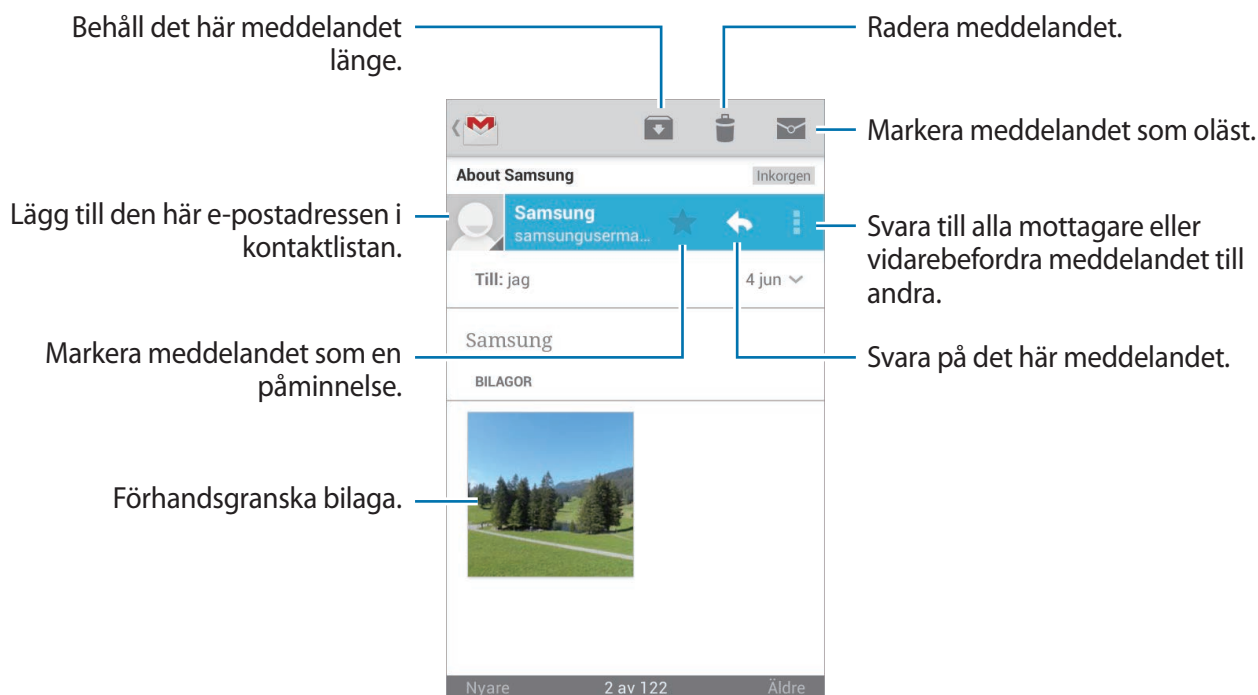 Behåll det här meddelandet
länge.
Radera meddelandet.
Markera meddelandet som oläst.
About Samsung
Inkorgen
Lägg till den här e-postadressen i
kontaktlistan.
Samsung
samsunguserma...
Svara till alla mottagare eller
vidarebefordra meddelandet till
andra.
Till: jag
4 jun
Samsung
Markera meddelandet som en
påminnelse.
Svara på det här meddelandet.
BILAGOR
Förhandsgranska bilaga.
Nyare
2 av 122
Äldre